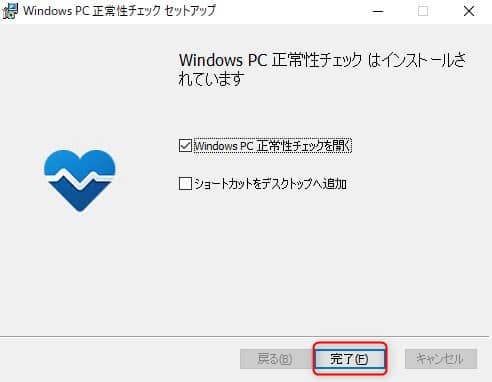 Windows PC 正常性チェック セットアップ
Windows PC 正常性チェック はインストールさ
れています
Windows PC 正常性チェックを開く
ショートカットをデスクトップへ追加
戻る(B)
完了(F)
キャンセル